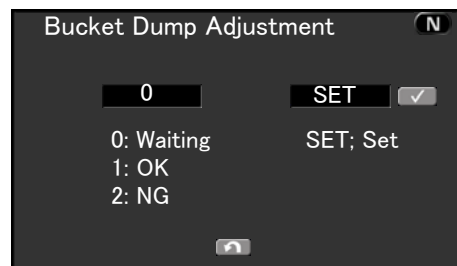 Bucket Dump Adjustment N
0 SET
0: Waiting SET; Set
1: OK
2: NG